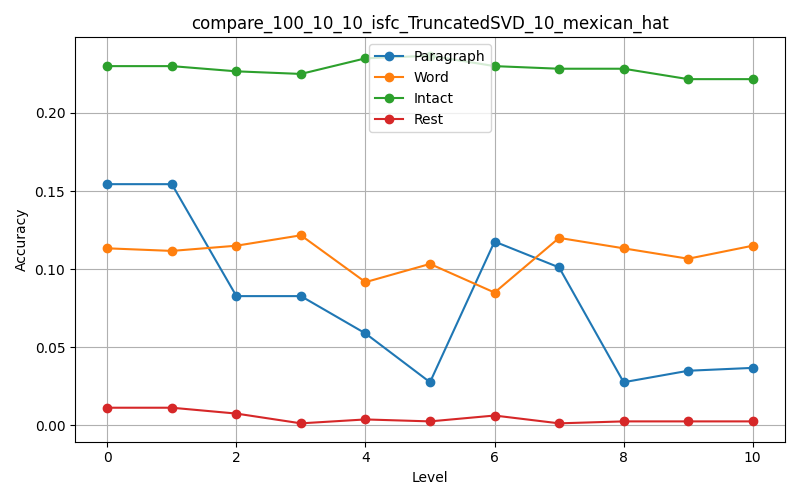 compare_100_10_10_isfc_TruncatedSVD_10_mexican_hat
Paragraph
Word
Intact
Rest
Accuracy
0.20
0.15
0.10
0.05
0.00
0 2 4 6 8 10
Level